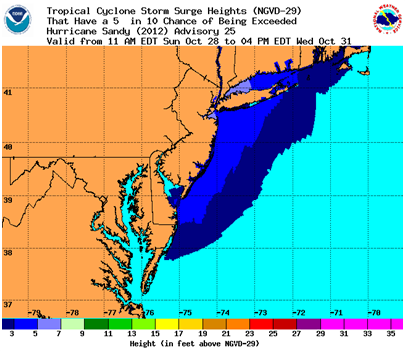 Tropical Cyclone Storm Surge Heights (NGVD-29)
That Have a 5 in 10 Chance of Being Exceeded
Hurricane Sandy (2012) Advisory 25
Valid from 11 AM EDT Sun Oct 28 to 04 PM EDT Wed Oct 31
NOAA
41
40
39
38
37
-79 -78 -77 -76 -75 -74 -73 -72 -71 -70
3 5 7 9 11 13 15 17 19 21 23 25 27 29 31 33 35
Height (in feet above NGVD-29)